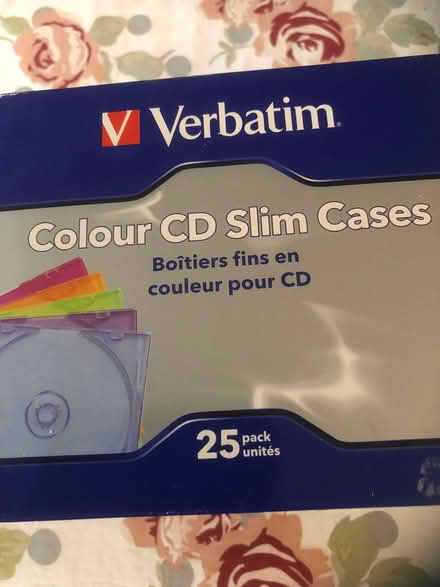 Verbatim.
Colour CD Slim Cases
Boîtiers fins en
couleur pour CD
25 pack
unités